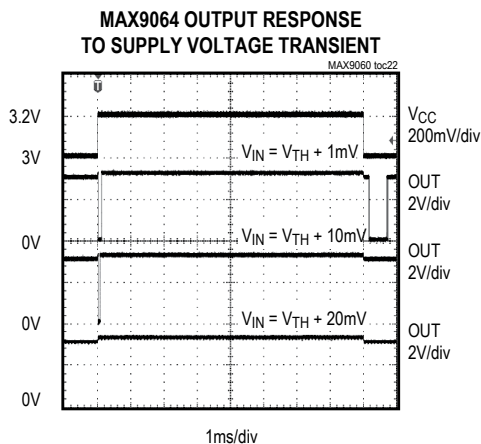 MAX9064 OUTPUT RESPONSE
TO SUPPLY VOLTAGE TRANSIENT
MAX9060 toc22
T
3.2V
VCC
200mV/div
3V
VIN = VTH + 1mV
OUT
2V/div
0V
VIN = VTH + 10mV
OUT
2V/div
0V
VIN = VTH + 20mV
OUT
2V/div
0V
1ms/div